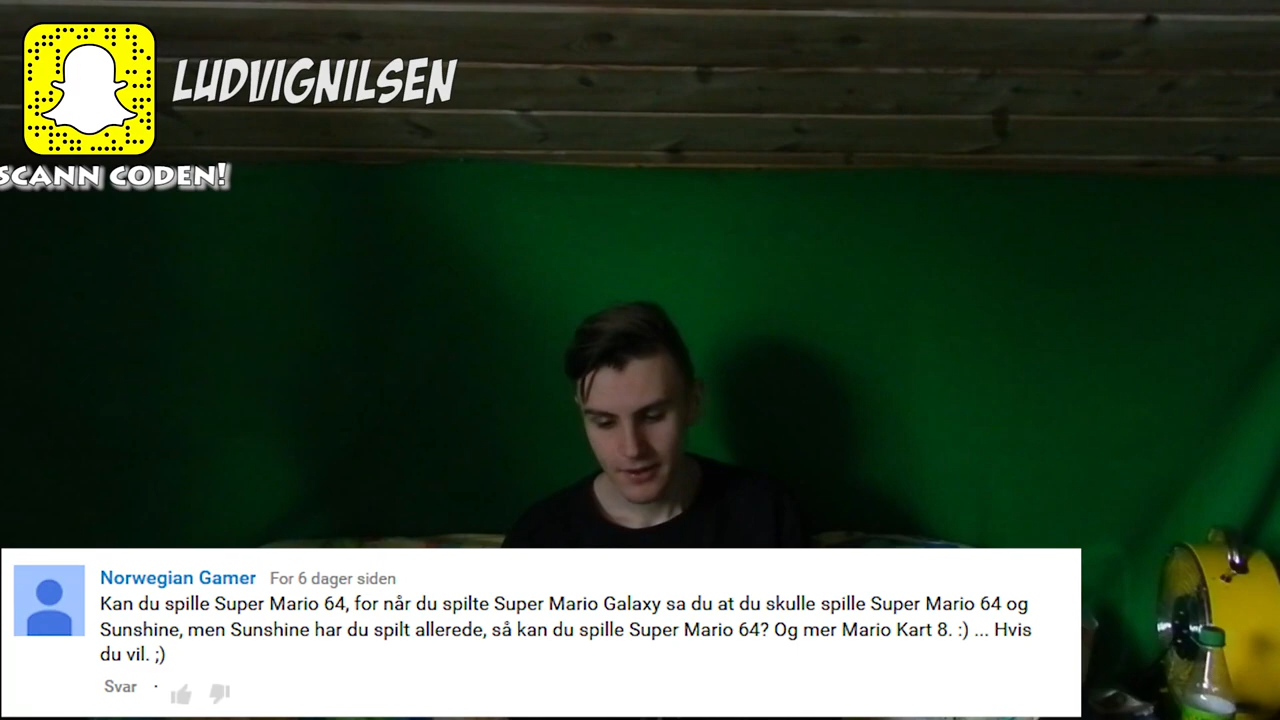 LUDVIGNILSEN
SCANN CODEN!
Norwegian Gamer For 6 dager siden
Kan du spille Super Mario 64, for når du spilte Super Mario Galaxy sa du at du skulle spille Super Mario 64 og
Sunshine, men Sunshine har du spilt allerede, så kan du spille Super Mario 64? Og mer Mario Kart 8. :) ... Hvis
du vil. ;)
Svar ·